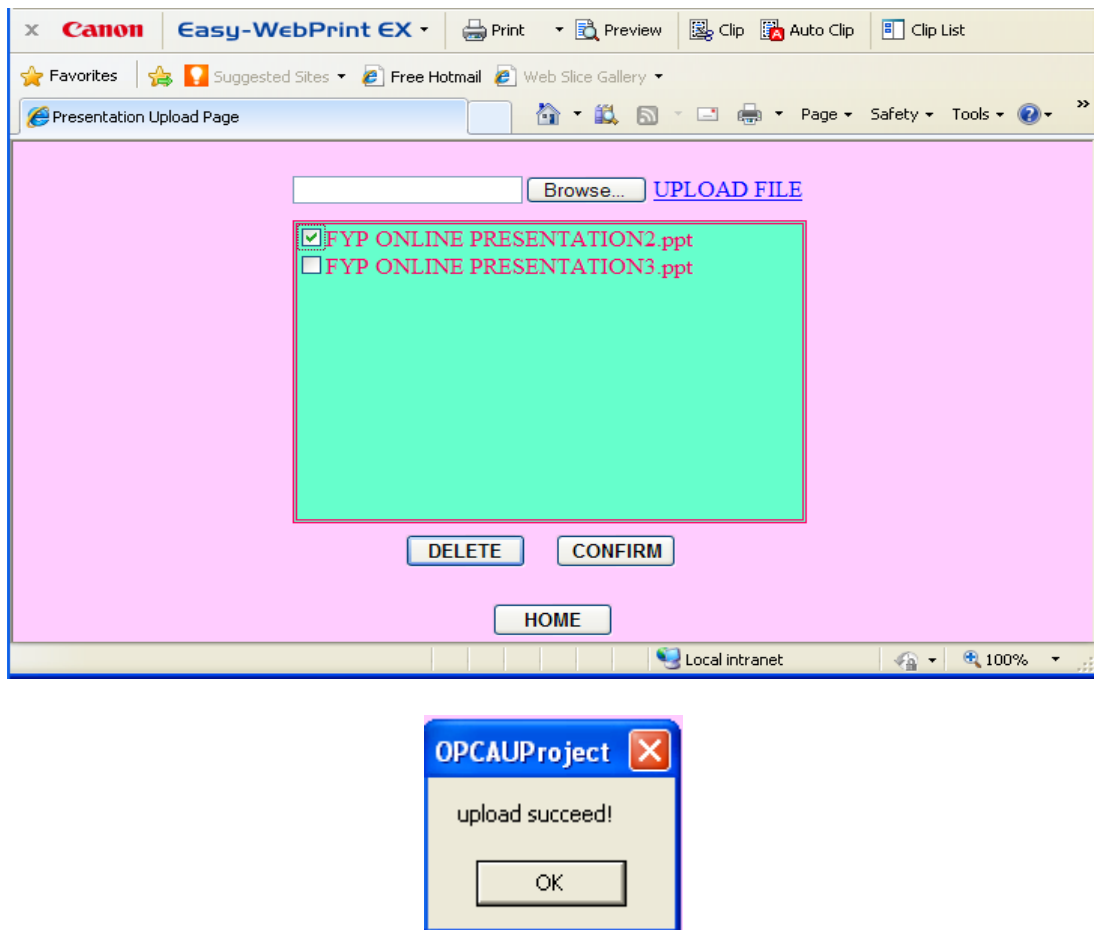 x Canon Easy-WebPrint EX Print Preview Clip Auto Clip Clip List
Favorites Suggested Sites Free Hotmail Web Slice Gallery
Presentation Upload Page Page Safety Tools »
Browse... UPLOAD FILE
FYP ONLINE PRESENTATION2.ppt
FYP ONLINE PRESENTATION3.ppt
DELETE CONFIRM
HOME
Local intranet 100%
OPCAUProject
upload succeed!
OK